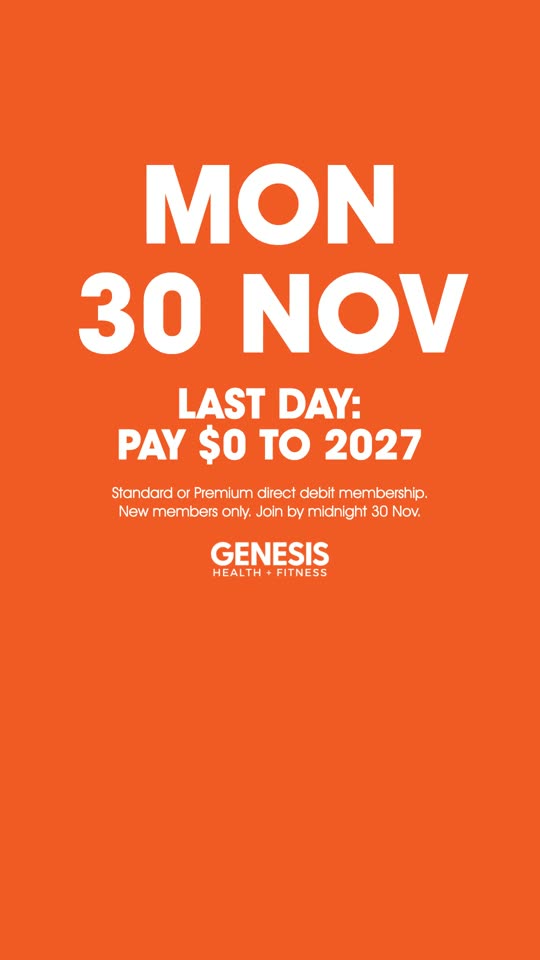 MON
30 NOV
LAST DAY:
PAY $0 TO 2027
Standard or Premium direct debit membership.
New members only. Join by midnight 30 Nov.
GENESIS
HEALTH + FITNESS